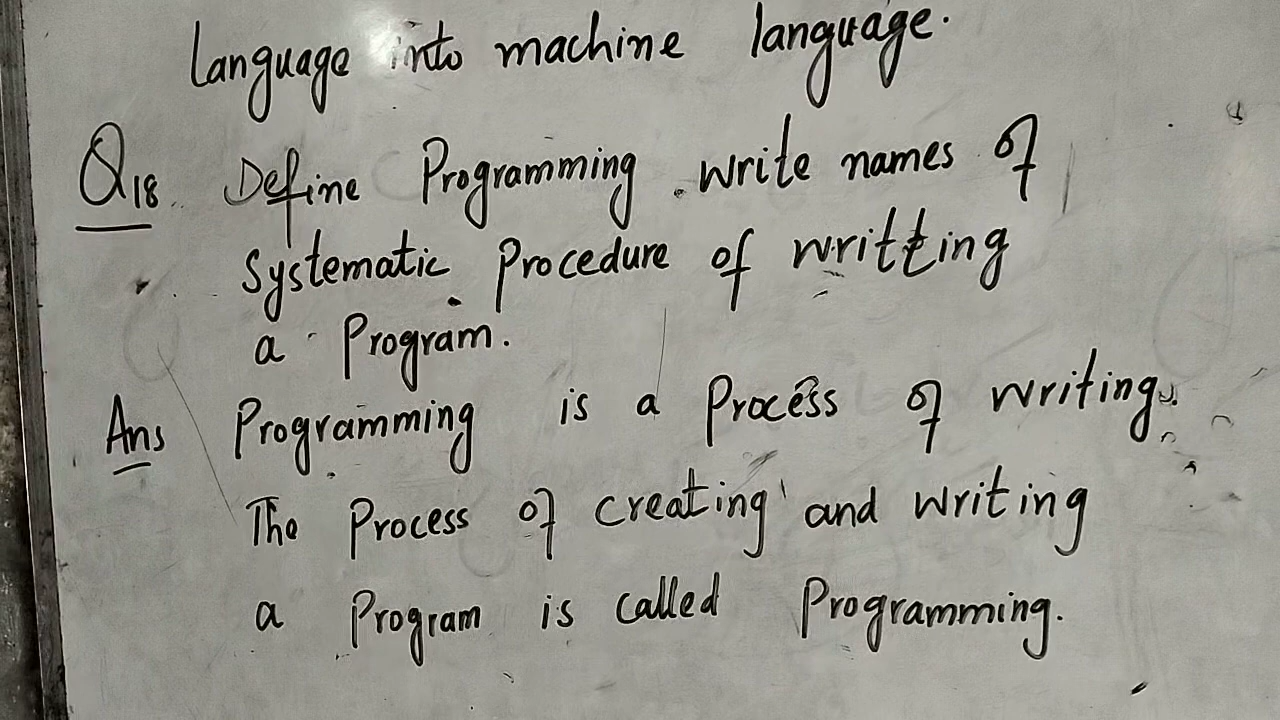 Language into machine language.
Q18 Define Programming. write names of
Systematic Procedure of writting
a Program.
Ans Programming is a Process of writing.
The Process of creating and writing
a Program is called Programming.